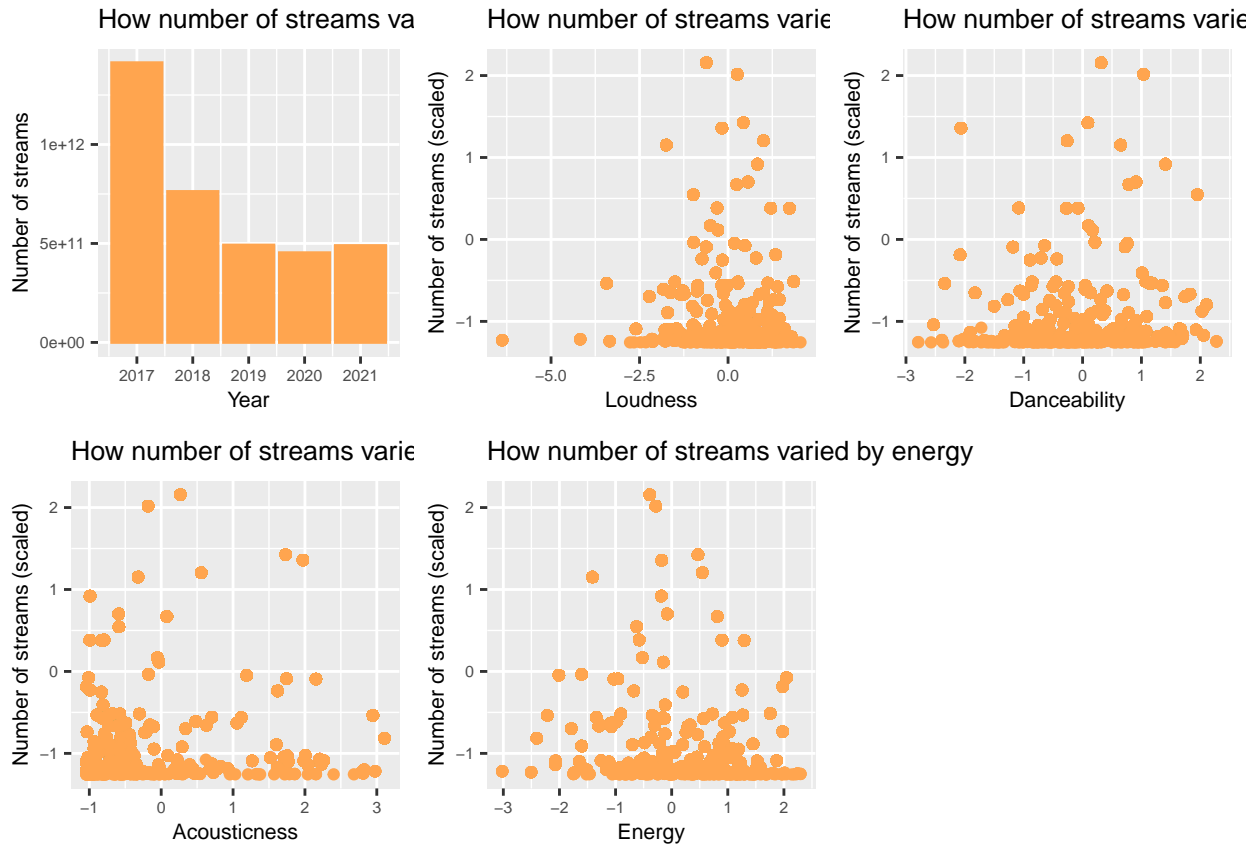 How number of streams va
Number of streams
1e+12
5e+11
0e+00
2017 2018 2019 2020 2021
Year
How number of streams varie
Number of streams (scaled)
2
1
0
−1
−5.0 0.0
Loudness
How number of streams varie
Number of streams (scaled)
2
1
0
−1
−3 −2 −1 0 1 2
Danceability
How number of streams varie
Number of streams (scaled)
2
1
0
−1
−1 0 1 2 3
Acousticness
How number of streams varied by energy
Number of streams (scaled)
2
1
0
−1
−3 −2 −1 0 1 2
Energy